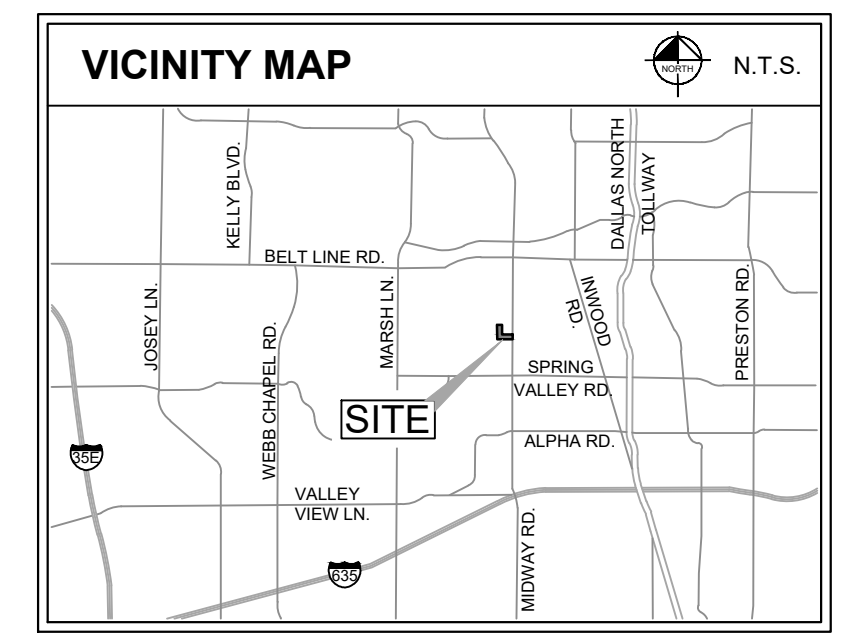 VICINITY MAP
NORTH
N.T.S.
KELLY BLVD.
DALLAS NORTH
TOLLWAY
BELT LINE RD.
JOSEY LN.
MARSH LN.
INWOOD
RD.
PRESTON RD.
WEBB CHAPEL RD.
SPRING
VALLEY RD.
SITE
ALPHA RD.
35E
VALLEY
VIEW LN.
MIDWAY RD.
635